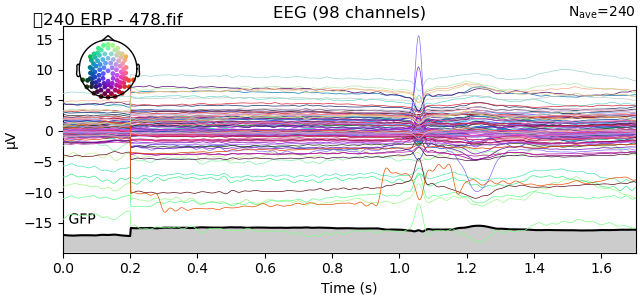 240 ERP - 478.fif
EEG (98 channels)
Nave=240
15
10
5
0
−5
−10
−15
µV
GFP
0.0 0.2 0.4 0.6 0.8 1.0 1.2 1.4 1.6
Time (s)